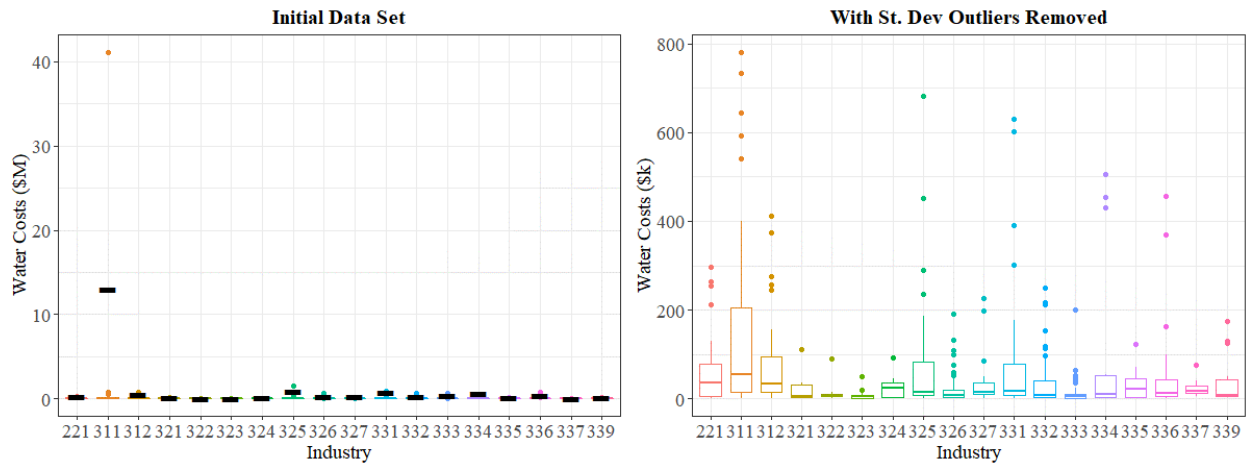 Initial Data Set
Water Costs ($M)
40
30
20
10
0
221 311 312 321 322 323 324 325 326 327 331 332 333 334 335 336 337 339
Industry
With St. Dev Outliers Removed
Water Costs ($k)
800
600
400
200
0
221 311 312 321 322 323 324 325 326 327 331 332 333 334 335 336 337 339
Industry